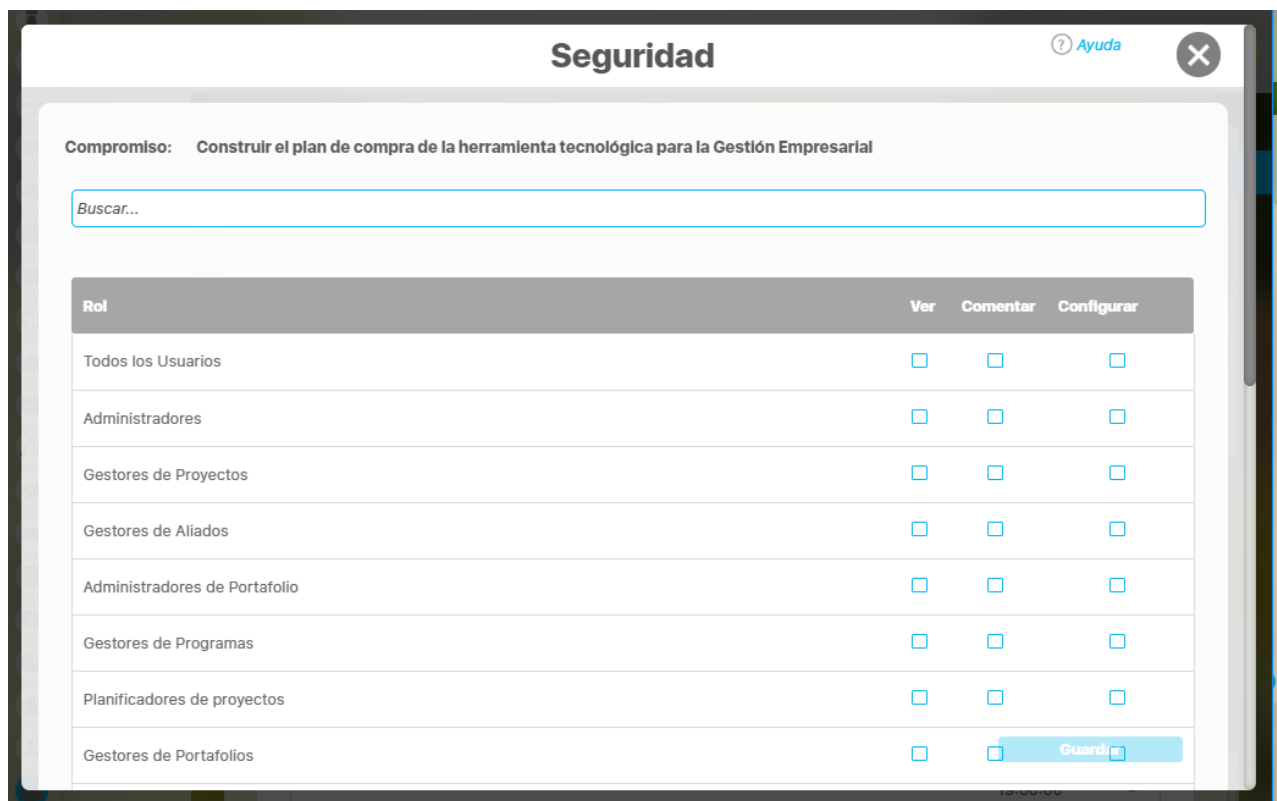 Seguridad
? Ayuda
Compromiso: Construir el plan de compra de la herramienta tecnológica para la Gestión Empresarial
Buscar...
Rol Ver Comentar Configurar
Todos los Usuarios
Administradores
Gestores de Proyectos
Gestores de Aliados
Administradores de Portafolio
Gestores de Programas
Planificadores de proyectos
Gestores de Portafolios
Guardar